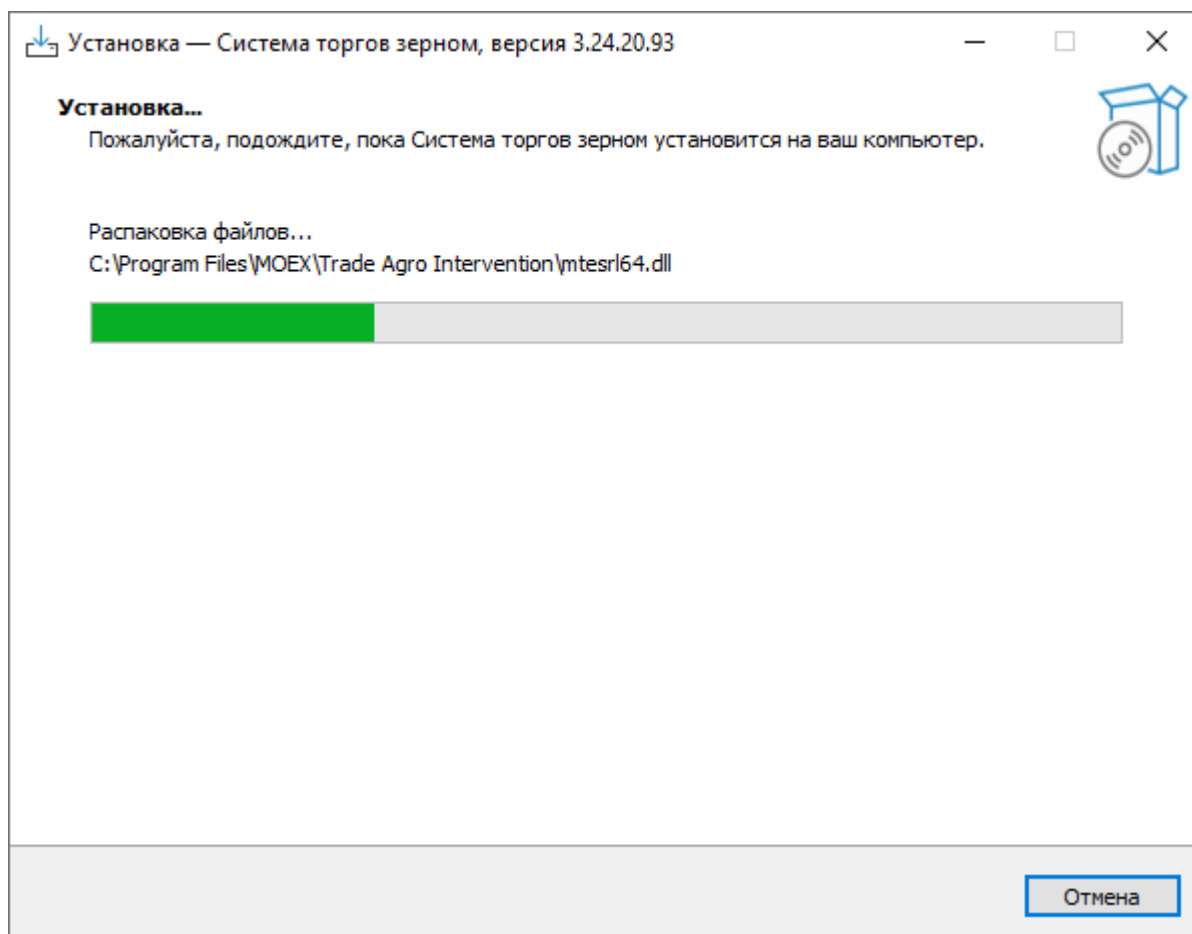 Установка — Система торгов зерном, версия 3.24.20.93
Установка...
Пожалуйста, подождите, пока Система торгов зерном установится на ваш компьютер.
Распаковка файлов...
C:\Program Files\MOEX\Trade Agro Intervention\mtesrl64.dll
Отмена